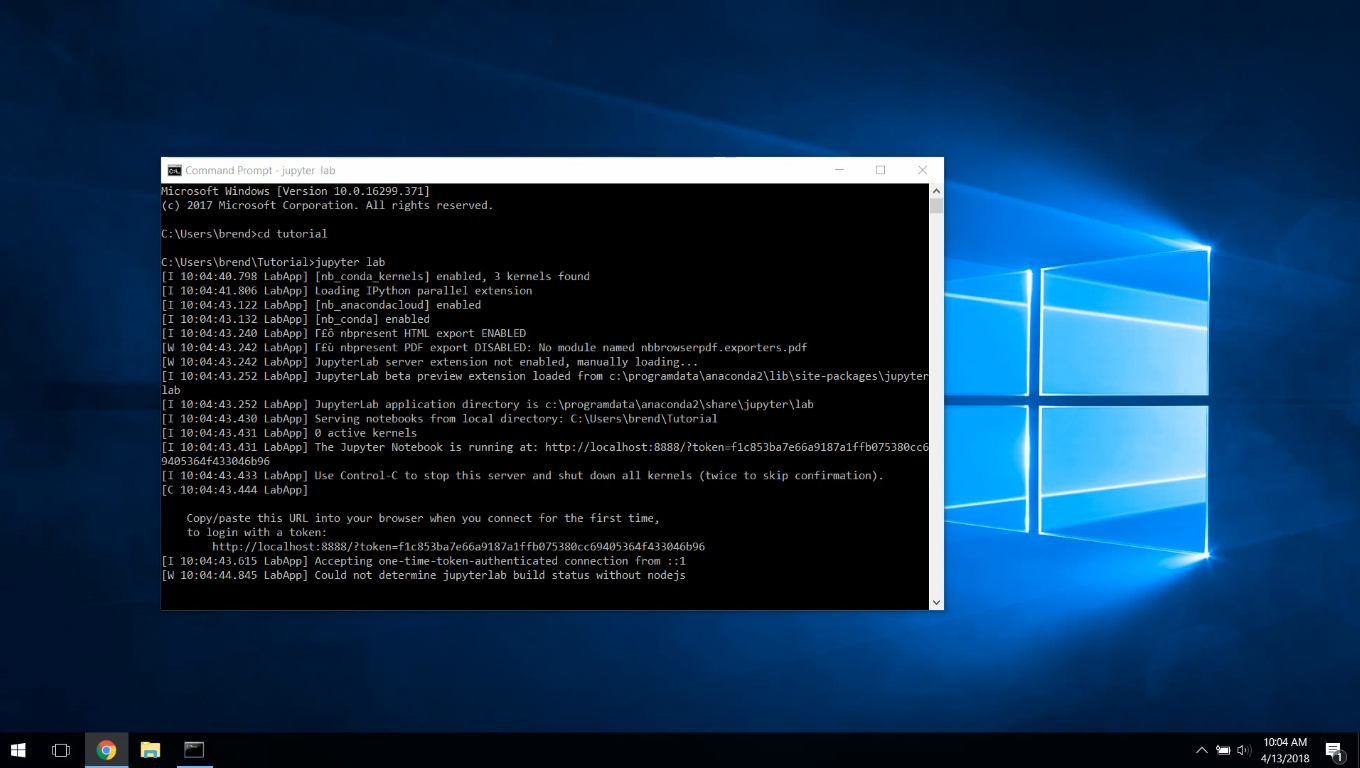 Command Prompt - jupyter  lab
Microsoft Windows [Version 10.0.16299.371]
(c) 2017 Microsoft Corporation. All rights reserved.
C:\Users\brend>cd tutorial
C:\Users\brend\Tutorial>jupyter lab
[I 10:04:40.798 LabApp] [nb_conda_kernels] enabled, 3 kernels found
[I 10:04:41.806 LabApp] Loading IPython parallel extension
[I 10:04:43.122 LabApp] [nb_anacondacloud] enabled
[I 10:04:43.132 LabApp] [nb_conda] enabled
[I 10:04:43.240 LabApp] Γ£ô nbpresent HTML export ENABLED
[W 10:04:43.242 LabApp] Γ£ù nbpresent PDF export DISABLED: No module named nbbrowserpdf.exporters.pdf
[W 10:04:43.242 LabApp] JupyterLab server extension not enabled, manually loading...
[I 10:04:43.252 LabApp] JupyterLab beta preview extension loaded from c:\programdata\anaconda2\lib\site-packages\jupyter
lab
[I 10:04:43.252 LabApp] JupyterLab application directory is c:\programdata\anaconda2\share\jupyter\lab
[I 10:04:43.430 LabApp] Serving notebooks from local directory: C:\Users\brend\Tutorial
[I 10:04:43.431 LabApp] 0 active kernels
[I 10:04:43.431 LabApp] The Jupyter Notebook is running at: http://localhost:8888/?token=f1c853ba7e66a9187a1ffb075380cc6
9405364f433046b96
[I 10:04:43.433 LabApp] Use Control-C to stop this server and shut down all kernels (twice to skip confirmation).
[C 10:04:43.444 LabApp]
Copy/paste this URL into your browser when you connect for the first time,
to login with a token:
http://localhost:8888/?token=f1c853ba7e66a9187a1ffb075380cc69405364f433046b96
[I 10:04:43.615 LabApp] Accepting one-time-token-authenticated connection from ::1
[W 10:04:44.845 LabApp] Could not determine jupyterlab build status without nodejs
10:04 AM
4/13/2018
1